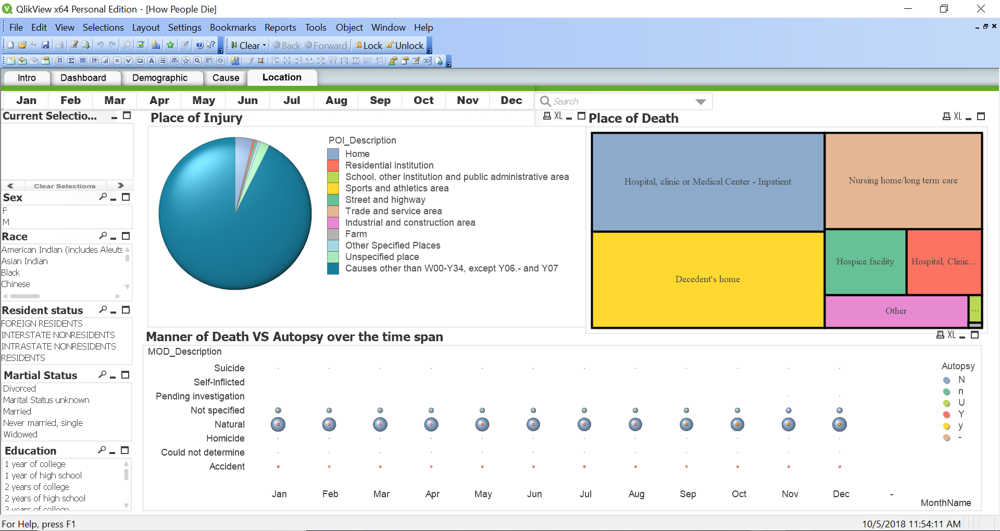 QlikView x64 Personal Edition - [How People Die]
File Edit View Selections Layout Settings Bookmarks Reports Tools Object Window Help
Clear Back Forward Lock Unlock
Intro Dashboard Demographic Cause Location
Jan Feb Mar Apr May Jun Jul Aug Sep Oct Nov Dec Search
Current Selectio...
Clear Selections
Sex
F
M
Race
American Indian (includes Aleuts
Asian Indian
Black
Chinese
Resident status
FOREIGN RESIDENTS
INTERSTATE NONRESIDENTS
INTRASTATE NONRESIDENTS
RESIDENTS
Martial Status
Divorced
Marital Status unknown
Married
Never married, single
Widowed
Education
1 year of college
1 year of high school
2 years of college
2 years of high school
3 years of college
Place of Injury XL
POI_Description
Home
Residential institution
School, other institution and public administrative area
Sports and athletics area
Street and highway
Trade and service area
Industrial and construction area
Farm
Other Specified Places
Unspecified place
Causes other than W00-Y34, except Y06.- and Y07
Place of Death XL
Hospital, clinic or Medical Center - Inpatient
Nursing home/long term care
Decedent's home
Hospice facility
Hospital, Clinic...
Other
...
Manner of Death VS Autopsy over the time span XL
MOD_Description
Suicide
Self-Inflicted
Pending investigation
Not specified
Natural
Homicide
Could not determine
Accident
Jan Feb Mar Apr May Jun Jul Aug Sep Oct Nov Dec -
MonthName
Autopsy
N
n
U
Y
y
-
For Help, press F1
10/5/2018 11:54:11 AM